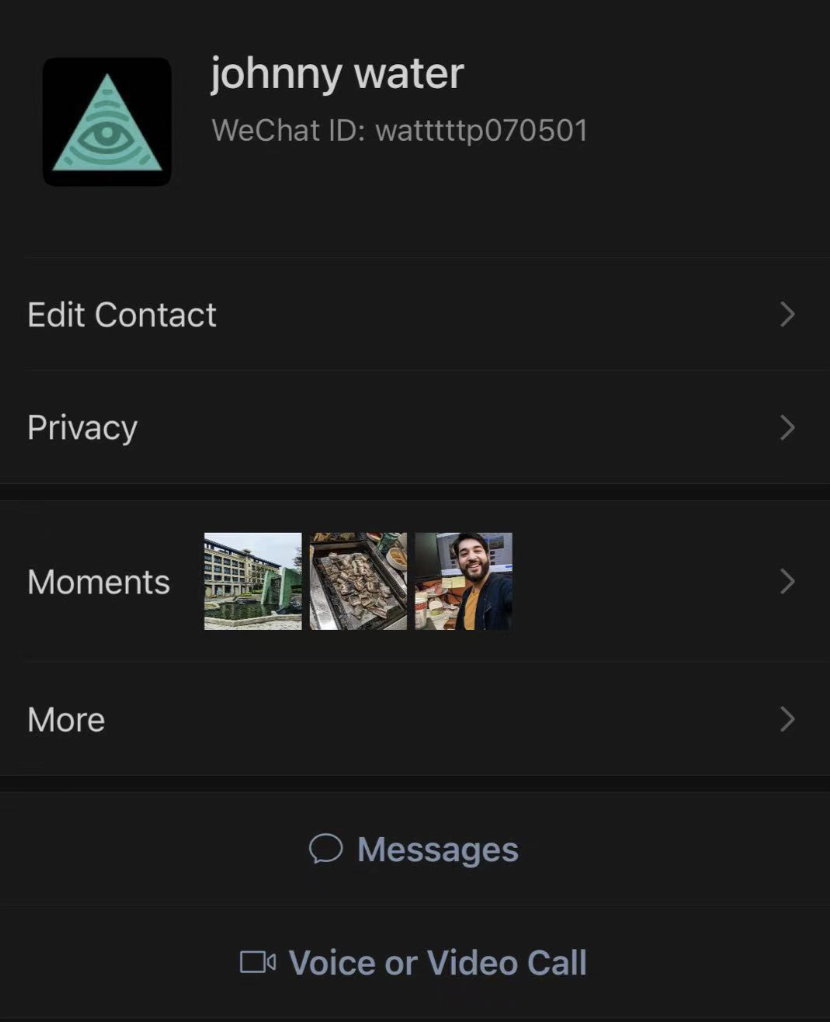 johnny water
WeChat ID: watttttp070501
Edit Contact
Privacy
Moments
More
Messages
Voice or Video Call